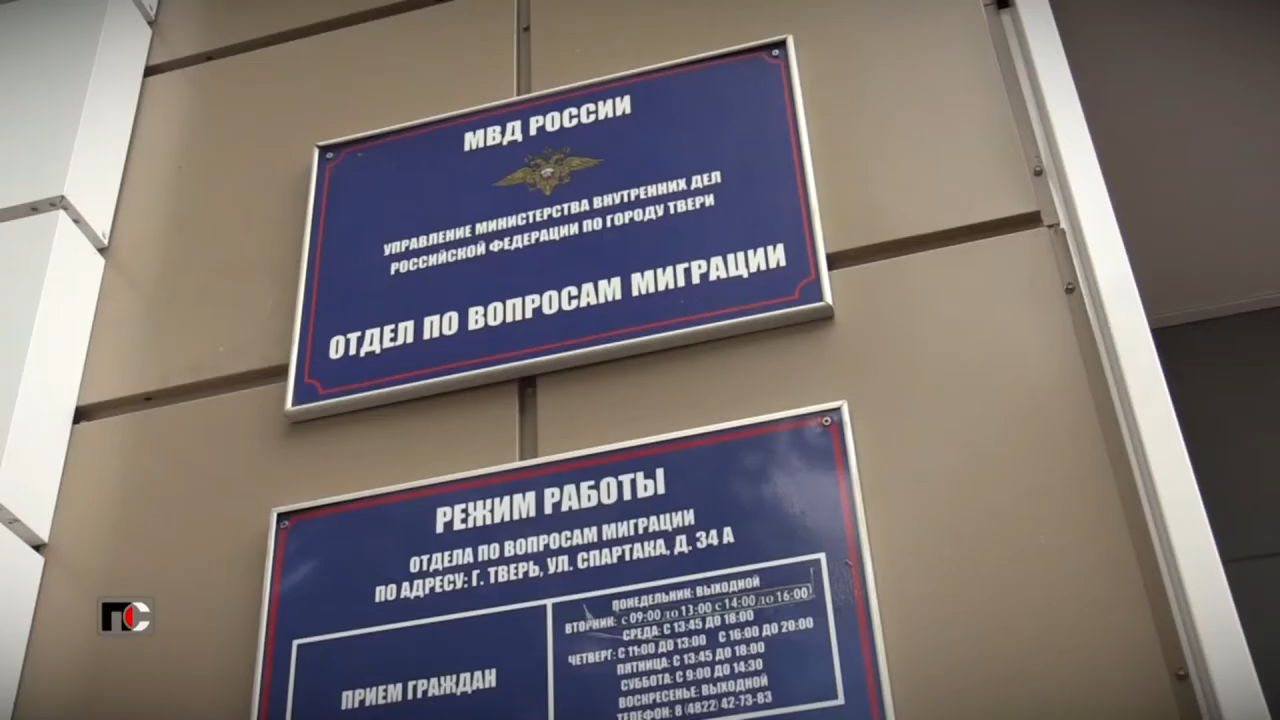 МВД РОССИИ
УПРАВЛЕНИЕ МИНИСТЕРСТВА ВНУТРЕННИХ ДЕЛ
РОССИЙСКОЙ ФЕДЕРАЦИИ ПО ГОРОДУ ТВЕРИ
ОТДЕЛ ПО ВОПРОСАМ МИГРАЦИИ
РЕЖИМ РАБОТЫ
ОТДЕЛА ПО ВОПРОСАМ МИГРАЦИИ
ПО АДРЕСУ: Г. ТВЕРЬ, УЛ. СПАРТАКА, Д. 34 А
ПРИЕМ ГРАЖДАН
ПОНЕДЕЛЬНИК: ВЫХОДНОЙ
ВТОРНИК: с 09:00 до 13:00 с 14:00 до 16:00
СРЕДА: С 13:45 ДО 18:00
ЧЕТВЕРГ: С 11:00 ДО 13:00 С 16:00 ДО 20:00
ПЯТНИЦА: С 13:45 ДО 18:00
СУББОТА: С 9:00 ДО 14:30
ВОСКРЕСЕНЬЕ: ВЫХОДНОЙ
ТЕЛЕФОН: 8 (4822) 42-73-83
ПС